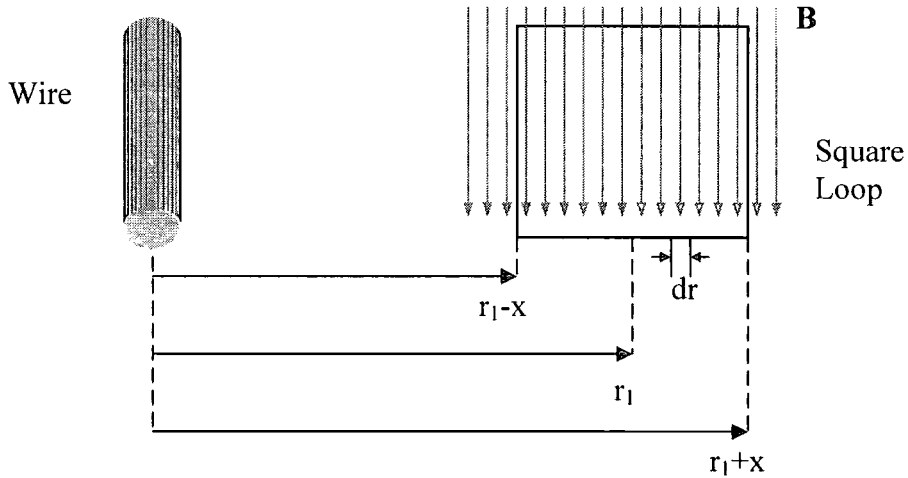 B
Wire
Square
Loop
dr
r₁-x
r₁
r₁+x